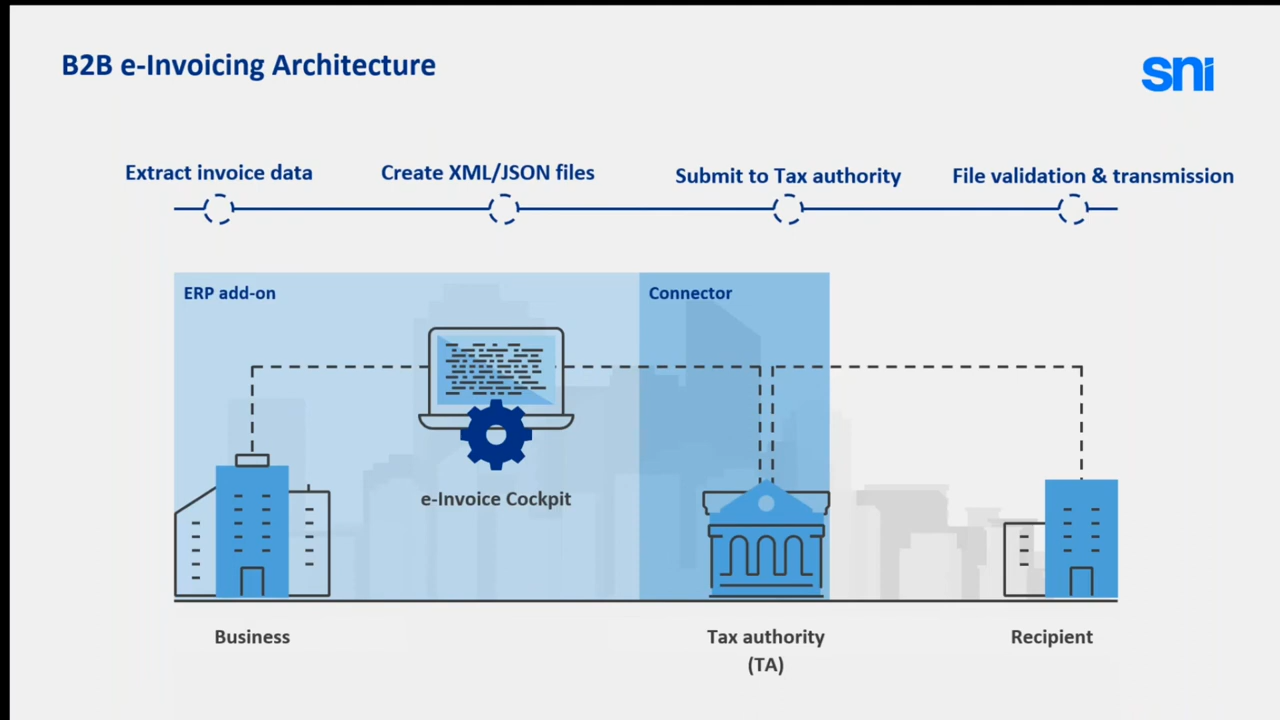 B2B e-Invoicing Architecture
sni
Extract invoice data
Create XML/JSON files
Submit to Tax authority
File validation & transmission
ERP add-on
Connector
e-Invoice Cockpit
Business
Tax authority
(TA)
Recipient